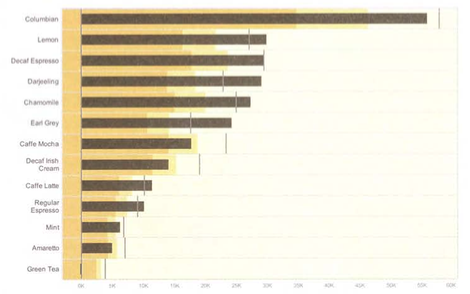 Columbian
Lemon
Decaf Espresso
Darjeeling
Chamomile
Earl Grey
Caffe Mocha
Decaf Irish
Cream
Caffe Latte
Regular
Espresso
Mint
Amaretto
Green Tea
0K 5K 10K 15K 20K 25K 30K 35K 40K 45K 50K 55K 60K